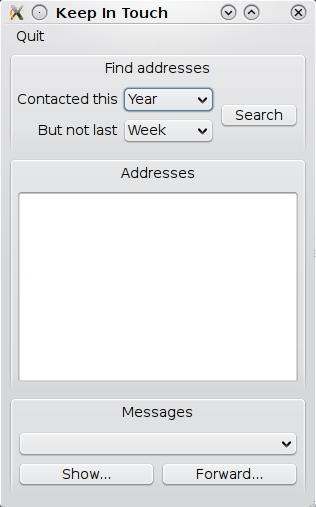 Keep In Touch
Quit
Find addresses
Contacted this Year
Search
But not last Week
Addresses
Messages
Show...
Forward...